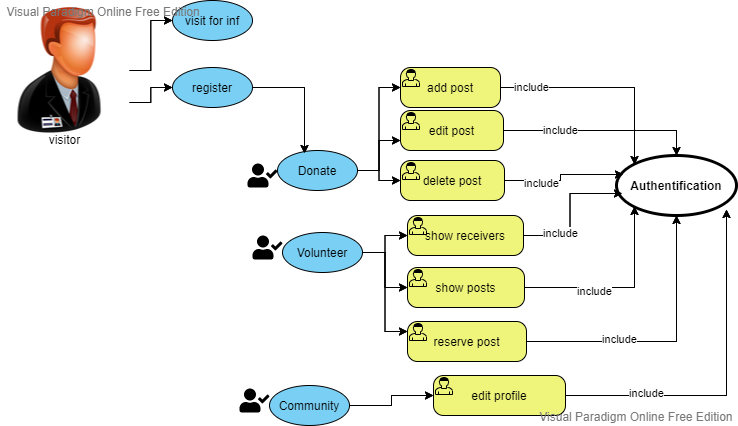 Visual Paradigm Online Free Edition
visit for inf
register
visitor
add post
include
edit post
include
Donate
delete post
include
Authentification
show receivers
include
Volunteer
show posts
include
reserve post
include
edit profile
include
Community
Visual Paradigm Online Free Edition